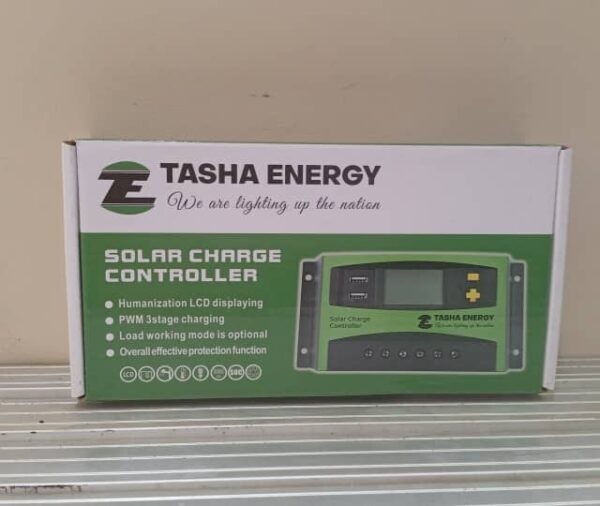 TASHA ENERGY
We are lighting up the nation
SOLAR CHARGE
CONTROLLER
Humanization LCD displaying
PWM 3stage charging
Load working mode is optional
Overall effective protection function
LCD
Solar Charge
Controller
TASHA ENERGY